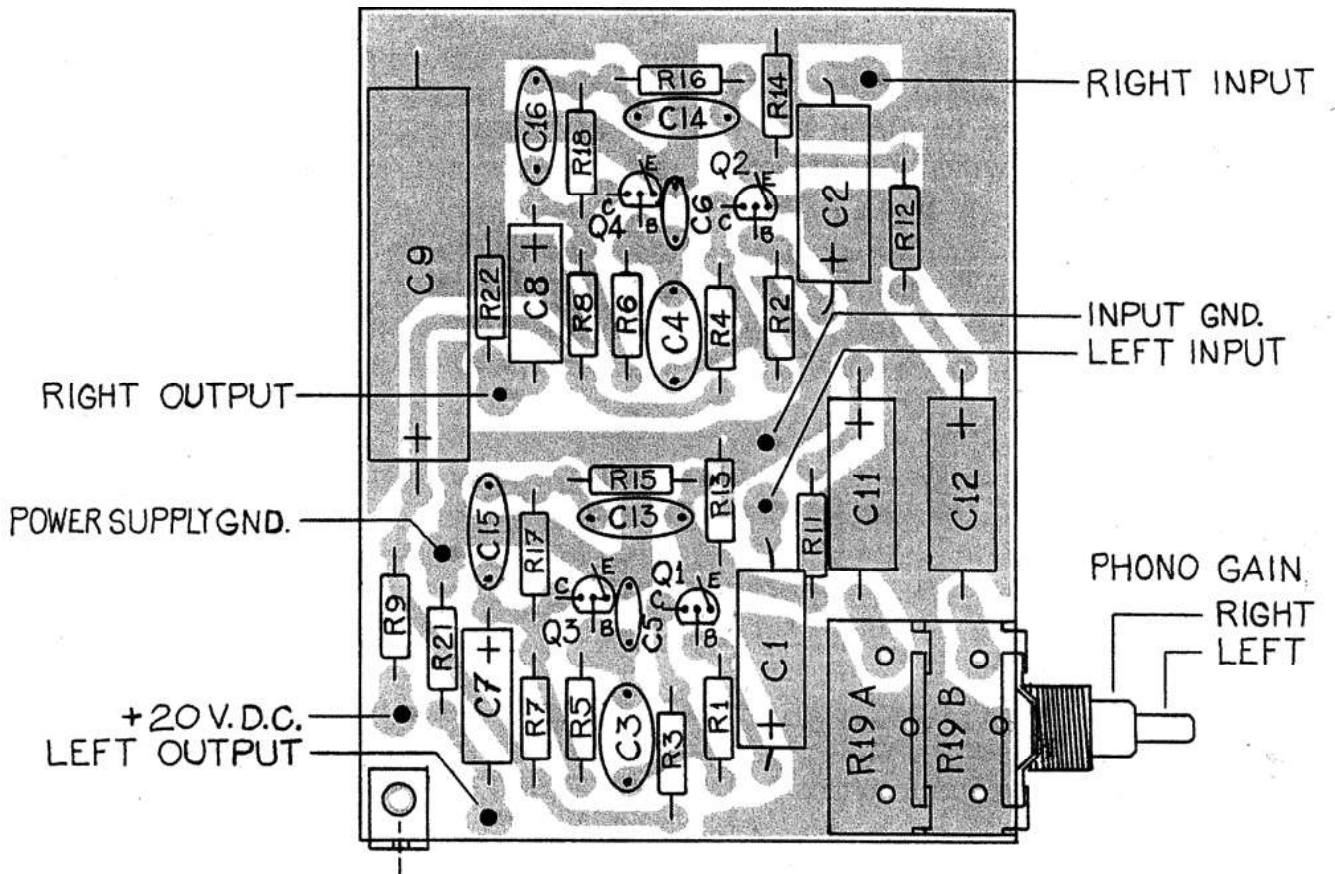 RIGHT INPUT
R16
R14
C16
C14
R18
Q2
E
E
C
B
Q4
C6
C
B
C2
+
R12
C9
+
R22
+
C8
R8
R6
C4
R4
R2
INPUT GND.
LEFT INPUT
RIGHT OUTPUT
+
+
C11
C12
R15
R13
C13
R11
POWER SUPPLY GND.
C15
R17
E
C
B
Q3
C5
Q1
E
C
B
PHONO GAIN
RIGHT
LEFT
R9
R21
+
C7
R7
R5
C3
R3
R1
C1
+
R19A
R19B
+20 V.D.C.
LEFT OUTPUT